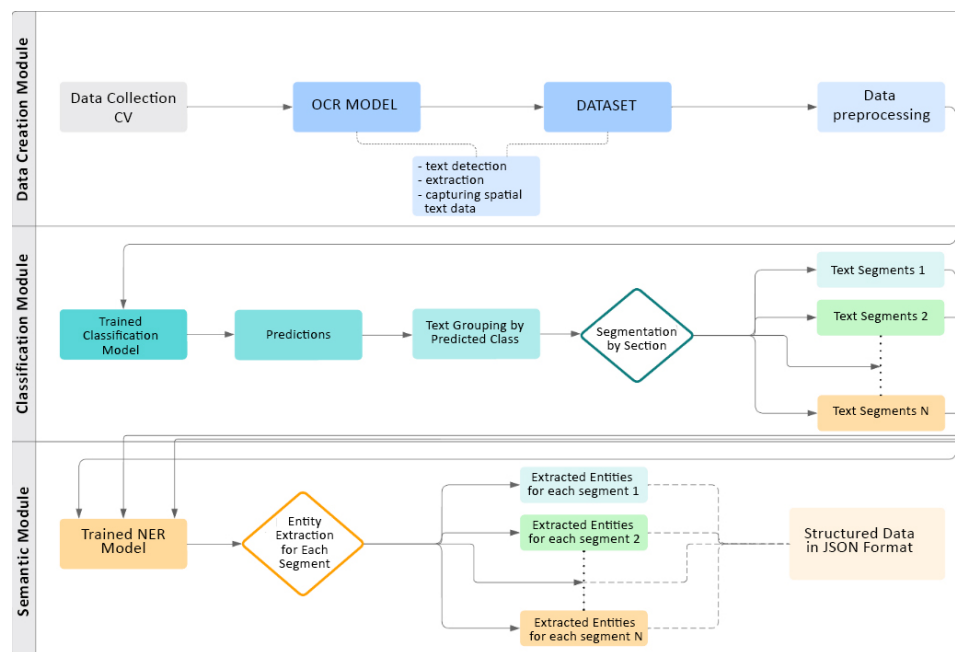 Data Creation Module
Data Collection
CV
OCR MODEL
DATASET
Data
preprocessing
- text detection
- extraction
- capturing spatial
text data
Classification Module
Trained
Classification
Model
Predictions
Text Grouping by
Predicted Class
Segmentation
by Section
Text Segments 1
Text Segments 2
Text Segments N
Semantic Module
Trained NER
Model
Entity
Extraction
for Each
Segment
Extracted Entities
for each segment 1
Extracted Entities
for each segment 2
Extracted Entities
for each segment N
Structured Data
in JSON Format